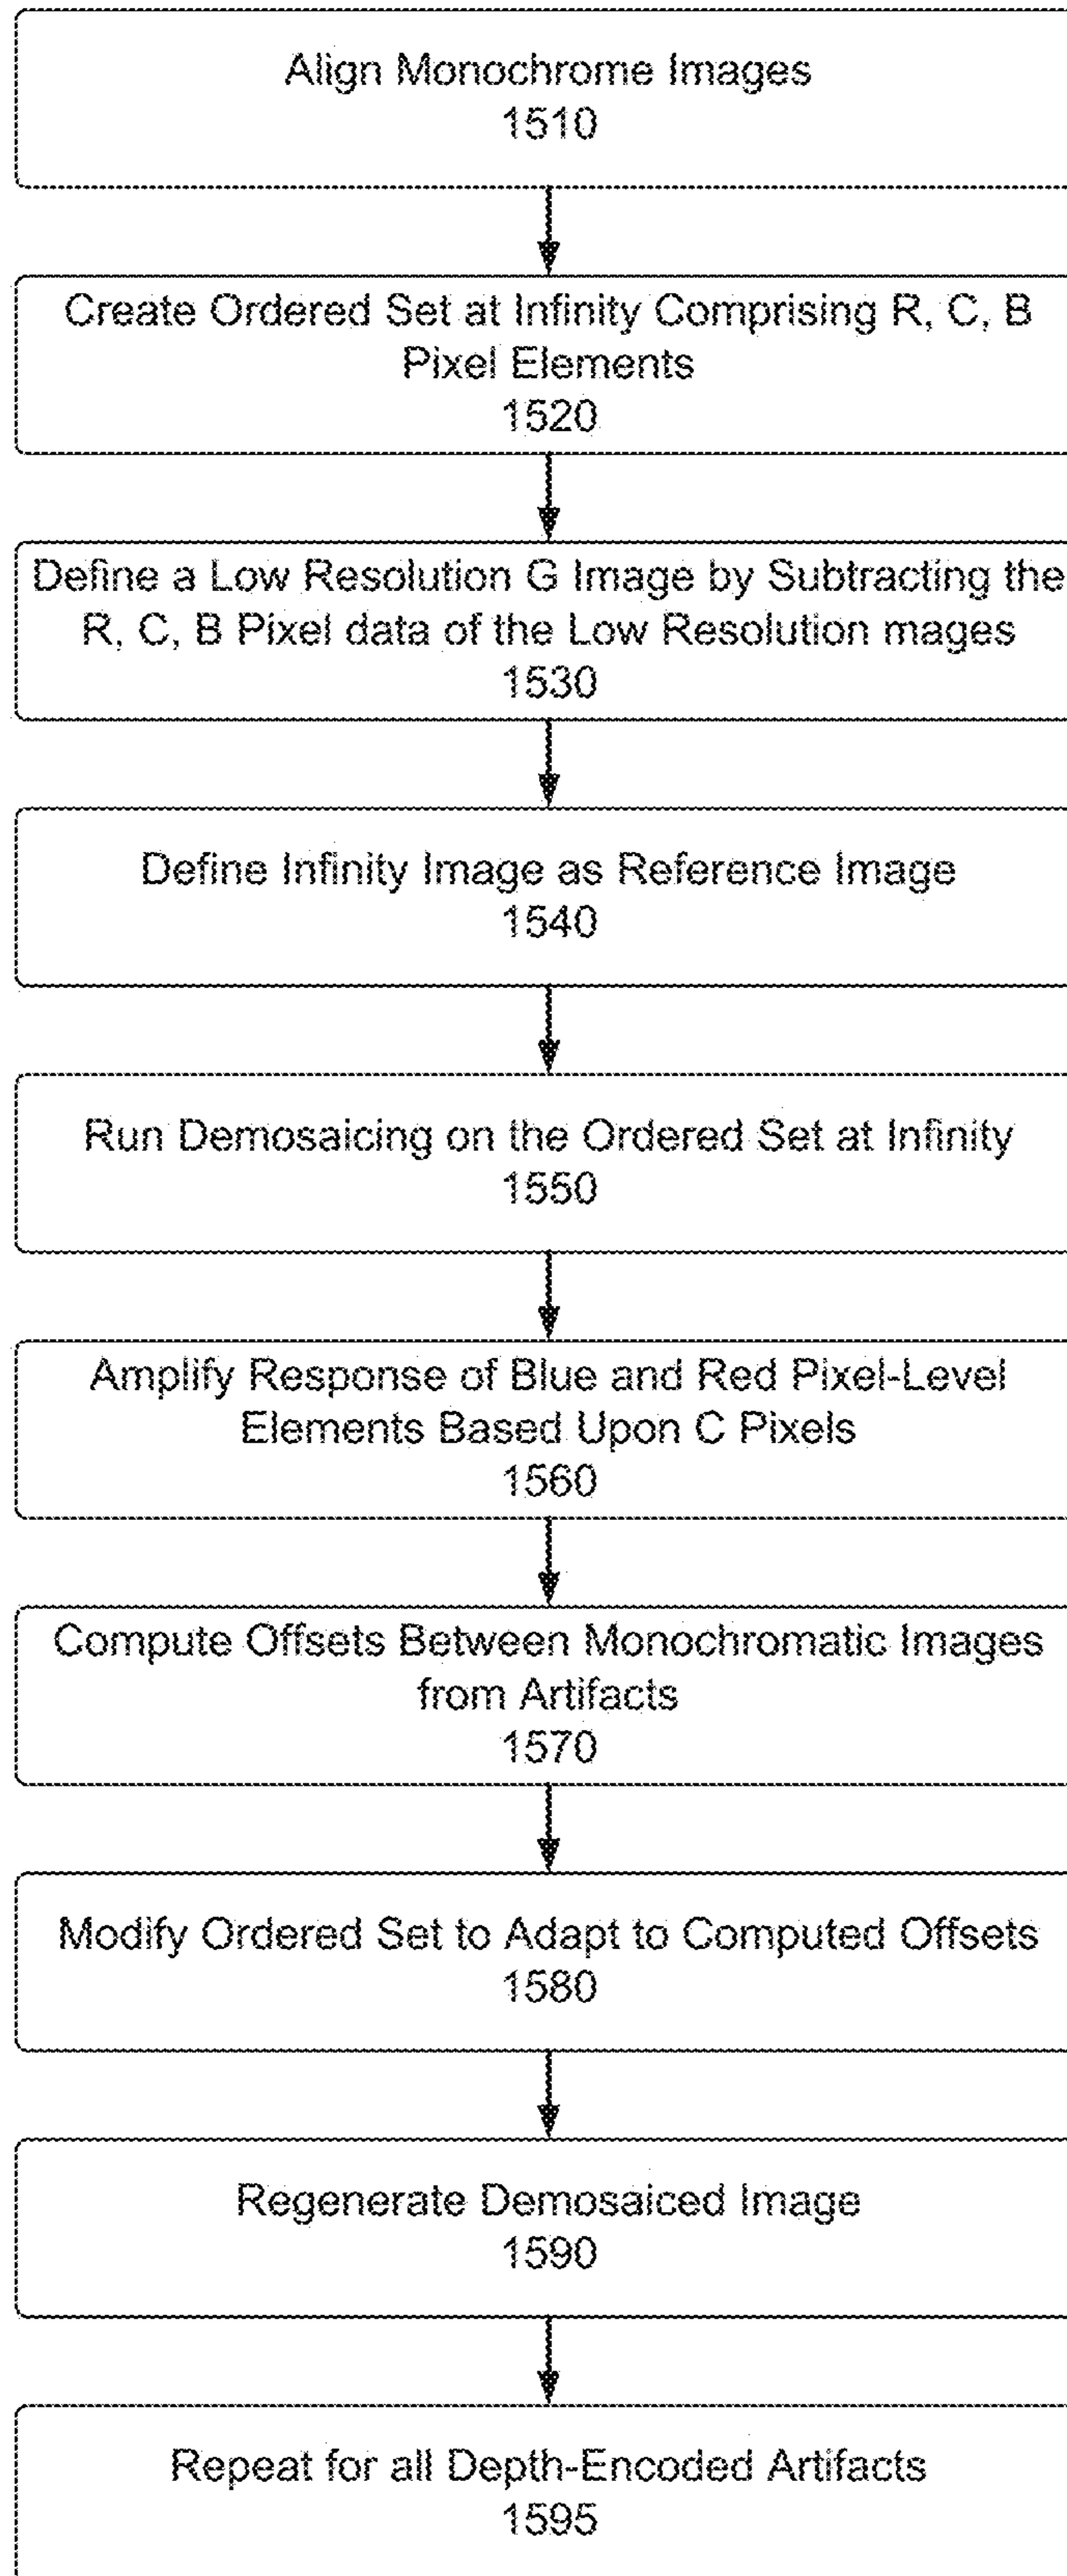 Align Monochrome Images
1510
Create Ordered Set at Infinity Comprising R, C, B
Pixel Elements
1520
Define a Low Resolution G Image by Subtracting the
R, C, B Pixel data of the Low Resolution mages
1530
Define Infinity Image as Reference Image
1540
Run Demosaicing on the Ordered Set at Infinity
1550
Amplify Response of Blue and Red Pixel-Level
Elements Based Upon C Pixels
1560
Compute Offsets Between Monochromatic Images
from Artifacts
1570
Modify Ordered Set to Adapt to Computed Offsets
1580
Regenerate Demosaiced Image
1590
Repeat for all Depth-Encoded Artifacts
1595